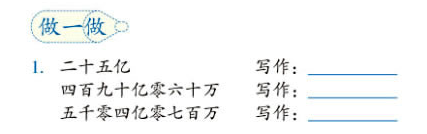 做一做
1. 二十五亿 写作：
四百九十亿零六十万 写作：
五千零四亿零七百万 写作：